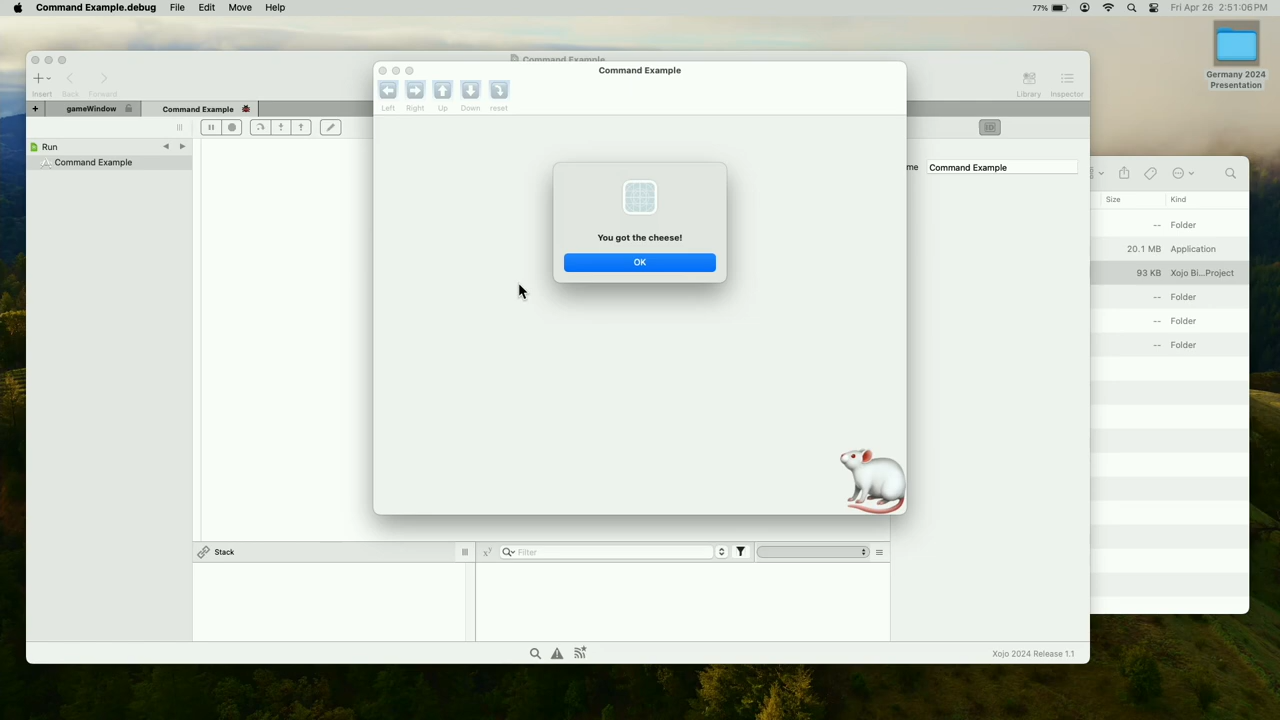 Command Example.debug File Edit Move Help 77% Fri Apr 26 2:51:06 PM
Germany 2024
Presentation
Command Example
Command Example
Insert Back Forward
Left Right Up Down reset
Library Inspector
gameWindow Command Example
Run
Command Example
me Command Example
Size Kind
-- Folder
20.1 MB Application
93 KB Xojo Bi...Project
-- Folder
-- Folder
-- Folder
You got the cheese!
OK
Stack
Filter
Xojo 2024 Release 1.1